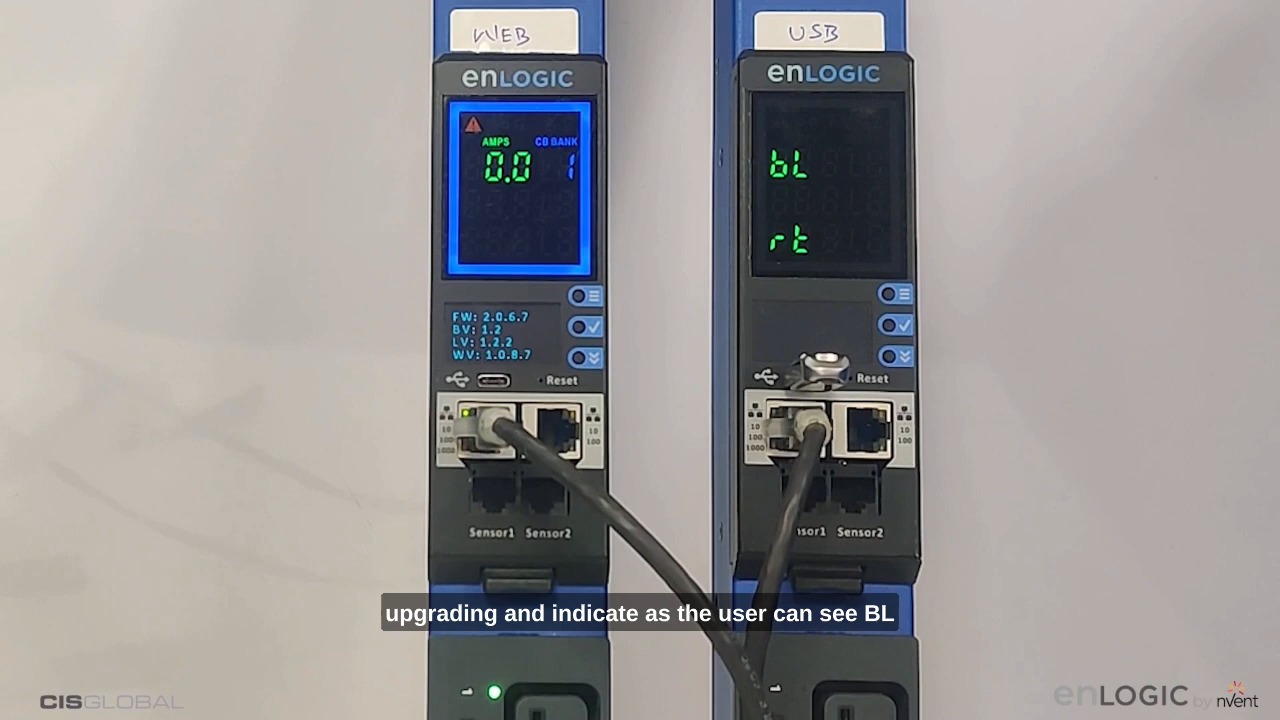 WEB
USB
enLOGIC
enLOGIC
AMPS
CB BANK
0.0
1
bL
rt
FW: 2.0.6.7
BV: 1.2
LV: 1.2.2
WV: 1.0.8.7
Reset
Reset
10
100
1000
10
100
10
100
1000
10
100
Sensor1
Sensor2
nsor1
Sensor2
upgrading and indicate as the user can see BL
CISGLOBAL
enLOGIC by nvent